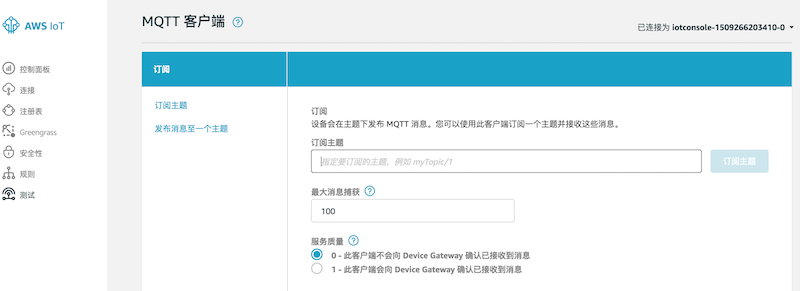 AWS IoT
控制面板
连接
注册表
Greengrass
安全性
规则
测试
MQTT 客户端 ?
已连接为 iotconsole-1509266203410-0
订阅
订阅主题
发布消息至一个主题
订阅
设备会在主题下发布 MQTT 消息。您可以使用此客户端订阅一个主题并接收这些消息。
订阅主题
指定要订阅的主题，例如 myTopic/1 订阅主题
最大消息捕获 ?
100
服务质量 ?
0 - 此客户端不会向 Device Gateway 确认已接收到消息
1 - 此客户端会向 Device Gateway 确认已接收到消息